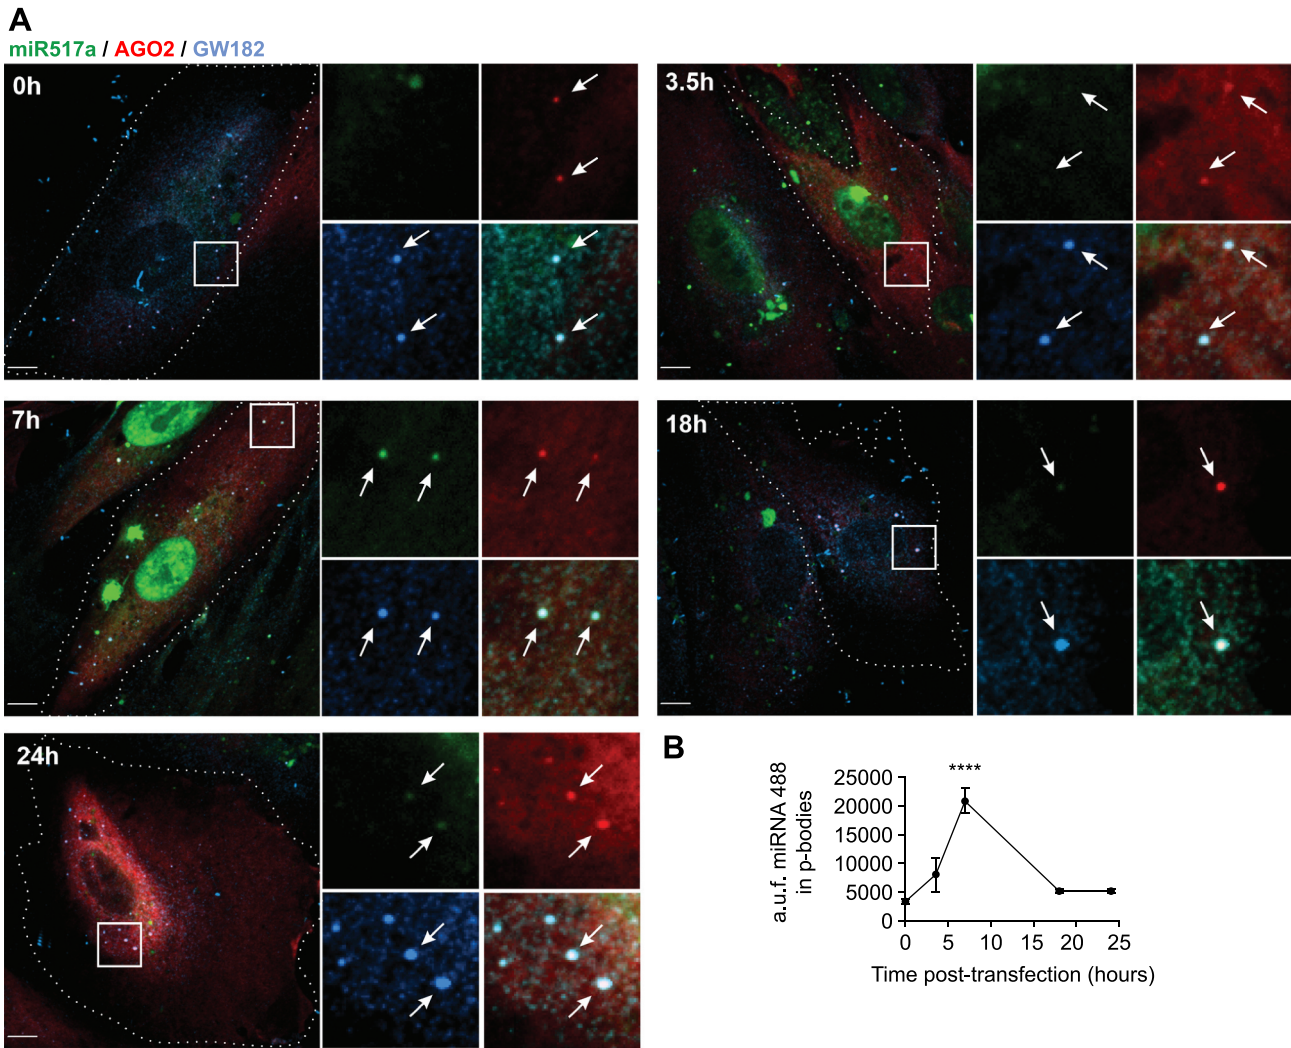 A
miR517a / AGO2 / GW182
0h
3.5h
7h
18h
24h
B
a.u.f. miRNA 488
in p-bodies
25000
20000
15000
10000
5000
0
****
0 5 10 15 20 25
Time post-transfection (hours)